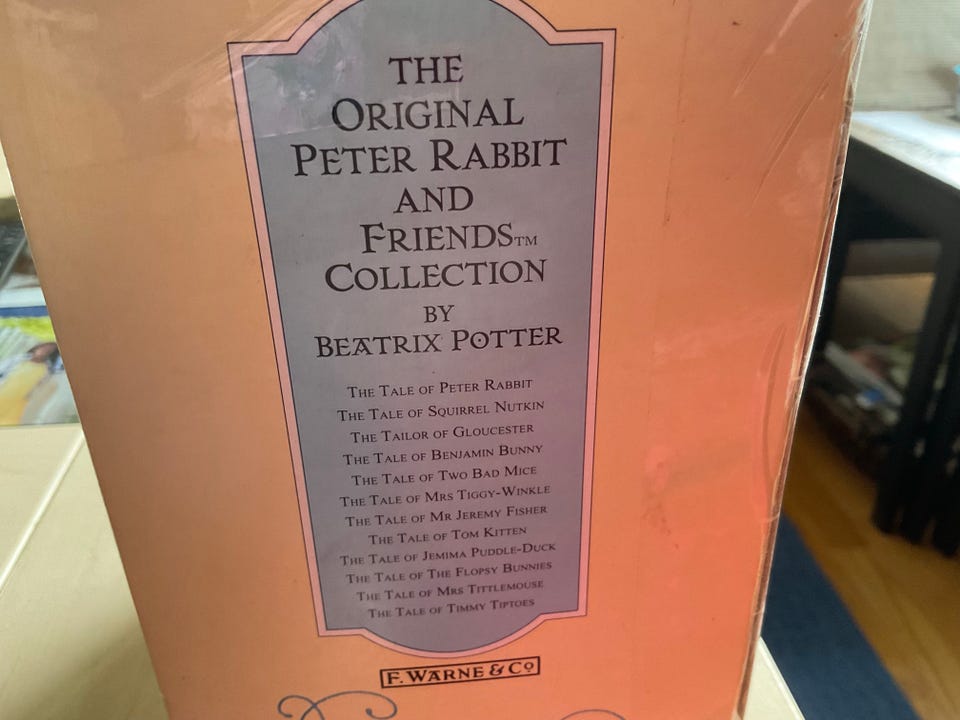 THE
ORIGINAL
PETER RABBIT
AND
FRIENDS™
COLLECTION
BY
BEATRIX POTTER
THE TALE OF PETER RABBIT
THE TALE OF SQUIRREL NUTKIN
THE TAILOR OF GLOUCESTER
THE TALE OF BENJAMIN BUNNY
THE TALE OF TWO BAD MICE
THE TALE OF MRS TIGGY-WINKLE
THE TALE OF MR JEREMY FISHER
THE TALE OF TOM KITTEN
THE TALE OF JEMIMA PUDDLE-DUCK
THE TALE OF THE FLOPSY BUNNIES
THE TALE OF MRS TITTLEMOUSE
THE TALE OF TIMMY TIPTOES
F. WARNE & Co